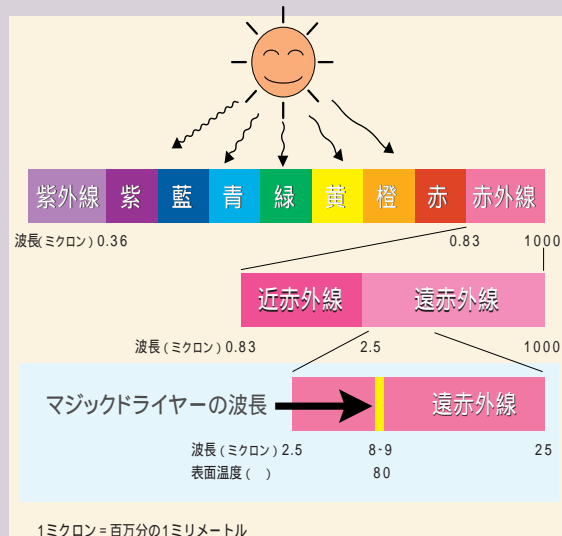 紫外線 紫 藍 青 緑 黄 橙 赤 赤外線
波長(ミクロン) 0.36 0.83 1000
近赤外線 遠赤外線
波長(ミクロン) 0.83 2.5 1000
マジックドライヤーの波長 遠赤外線
波長(ミクロン) 2.5 8-9 25
表面温度( ) 80
1ミクロン=百万分の1ミリメートル